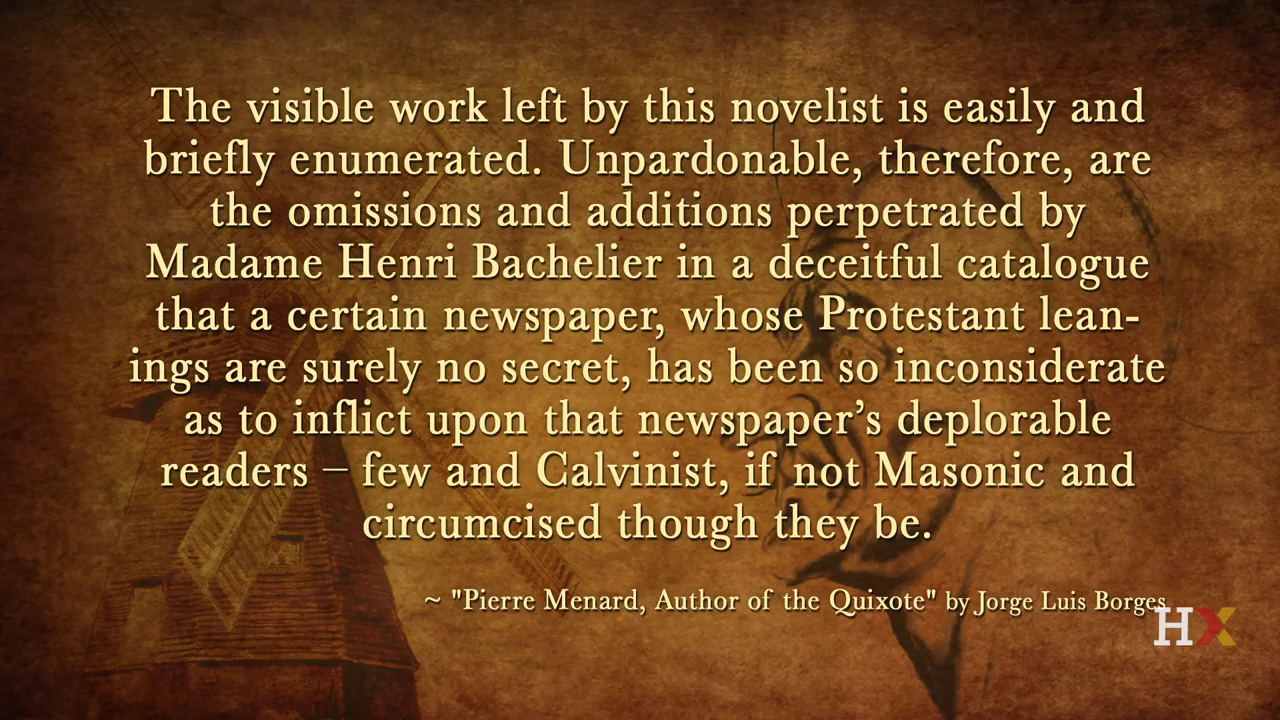 The visible work left by this novelist is easily and
briefly enumerated. Unpardonable, therefore, are
the omissions and additions perpetrated by
Madame Henri Bachelier in a deceitful catalogue
that a certain newspaper, whose Protestant lean-
ings are surely no secret, has been so inconsiderate
as to inflict upon that newspaper’s deplorable
readers – few and Calvinist, if not Masonic and
circumcised though they be.
~ "Pierre Menard, Author of the Quixote" by Jorge Luis Borges
HX